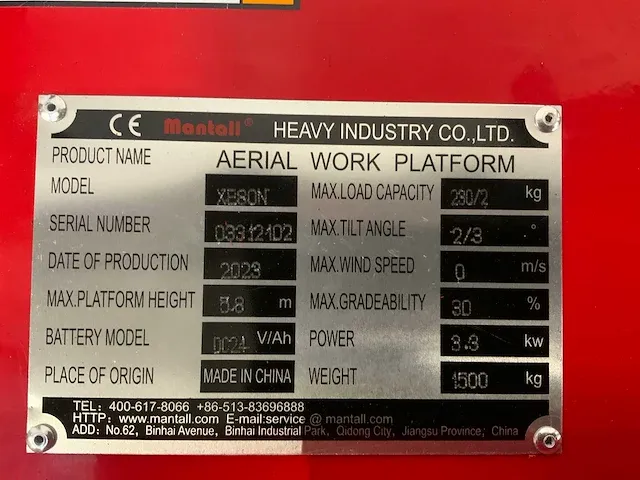 CE Mantall® HEAVY INDUSTRY CO.,LTD.
PRODUCT NAME AERIAL WORK PLATFORM
MODEL XE80N MAX.LOAD CAPACITY 230/2 kg
SERIAL NUMBER 03312102 MAX.TILT ANGLE 2/3 °
DATE OF PRODUCTION 2023 MAX.WIND SPEED 0 m/s
MAX.PLATFORM HEIGHT m MAX.GRADEABILITY 30 %
BATTERY MODEL DC24 V/Ah POWER 3.3 kw
PLACE OF ORIGIN MADE IN CHINA WEIGHT 1500 kg
TEL: 400-617-8066 +86-513-83696888
HTTP: www.mantall.com E-mail:service @ mantall.com
ADD: No.62, Binhai Avenue, Binhai Industrial Park, Qidong City, Jiangsu Province, China